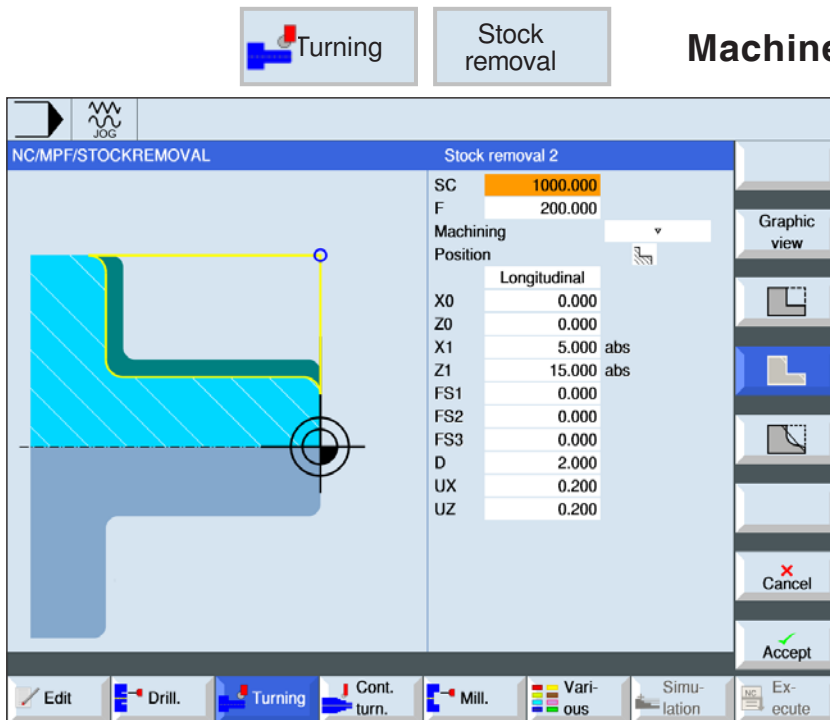 Turning
Stock
removal
Machine
JOG
NC/MPF/STOCKREMOVAL
Stock removal 2
SC 1000.000
F 200.000
Machining
Position
Longitudinal
X0 0.000
Z0 0.000
X1 5.000 abs
Z1 15.000 abs
FS1 0.000
FS2 0.000
FS3 0.000
D 2.000
UX 0.200
UZ 0.200
Graphic
view
Cancel
Accept
Edit
Drill.
Turning
Cont.
turn.
Mill.
Vari-
ous
Simu-
lation
NC
Ex-
ecute